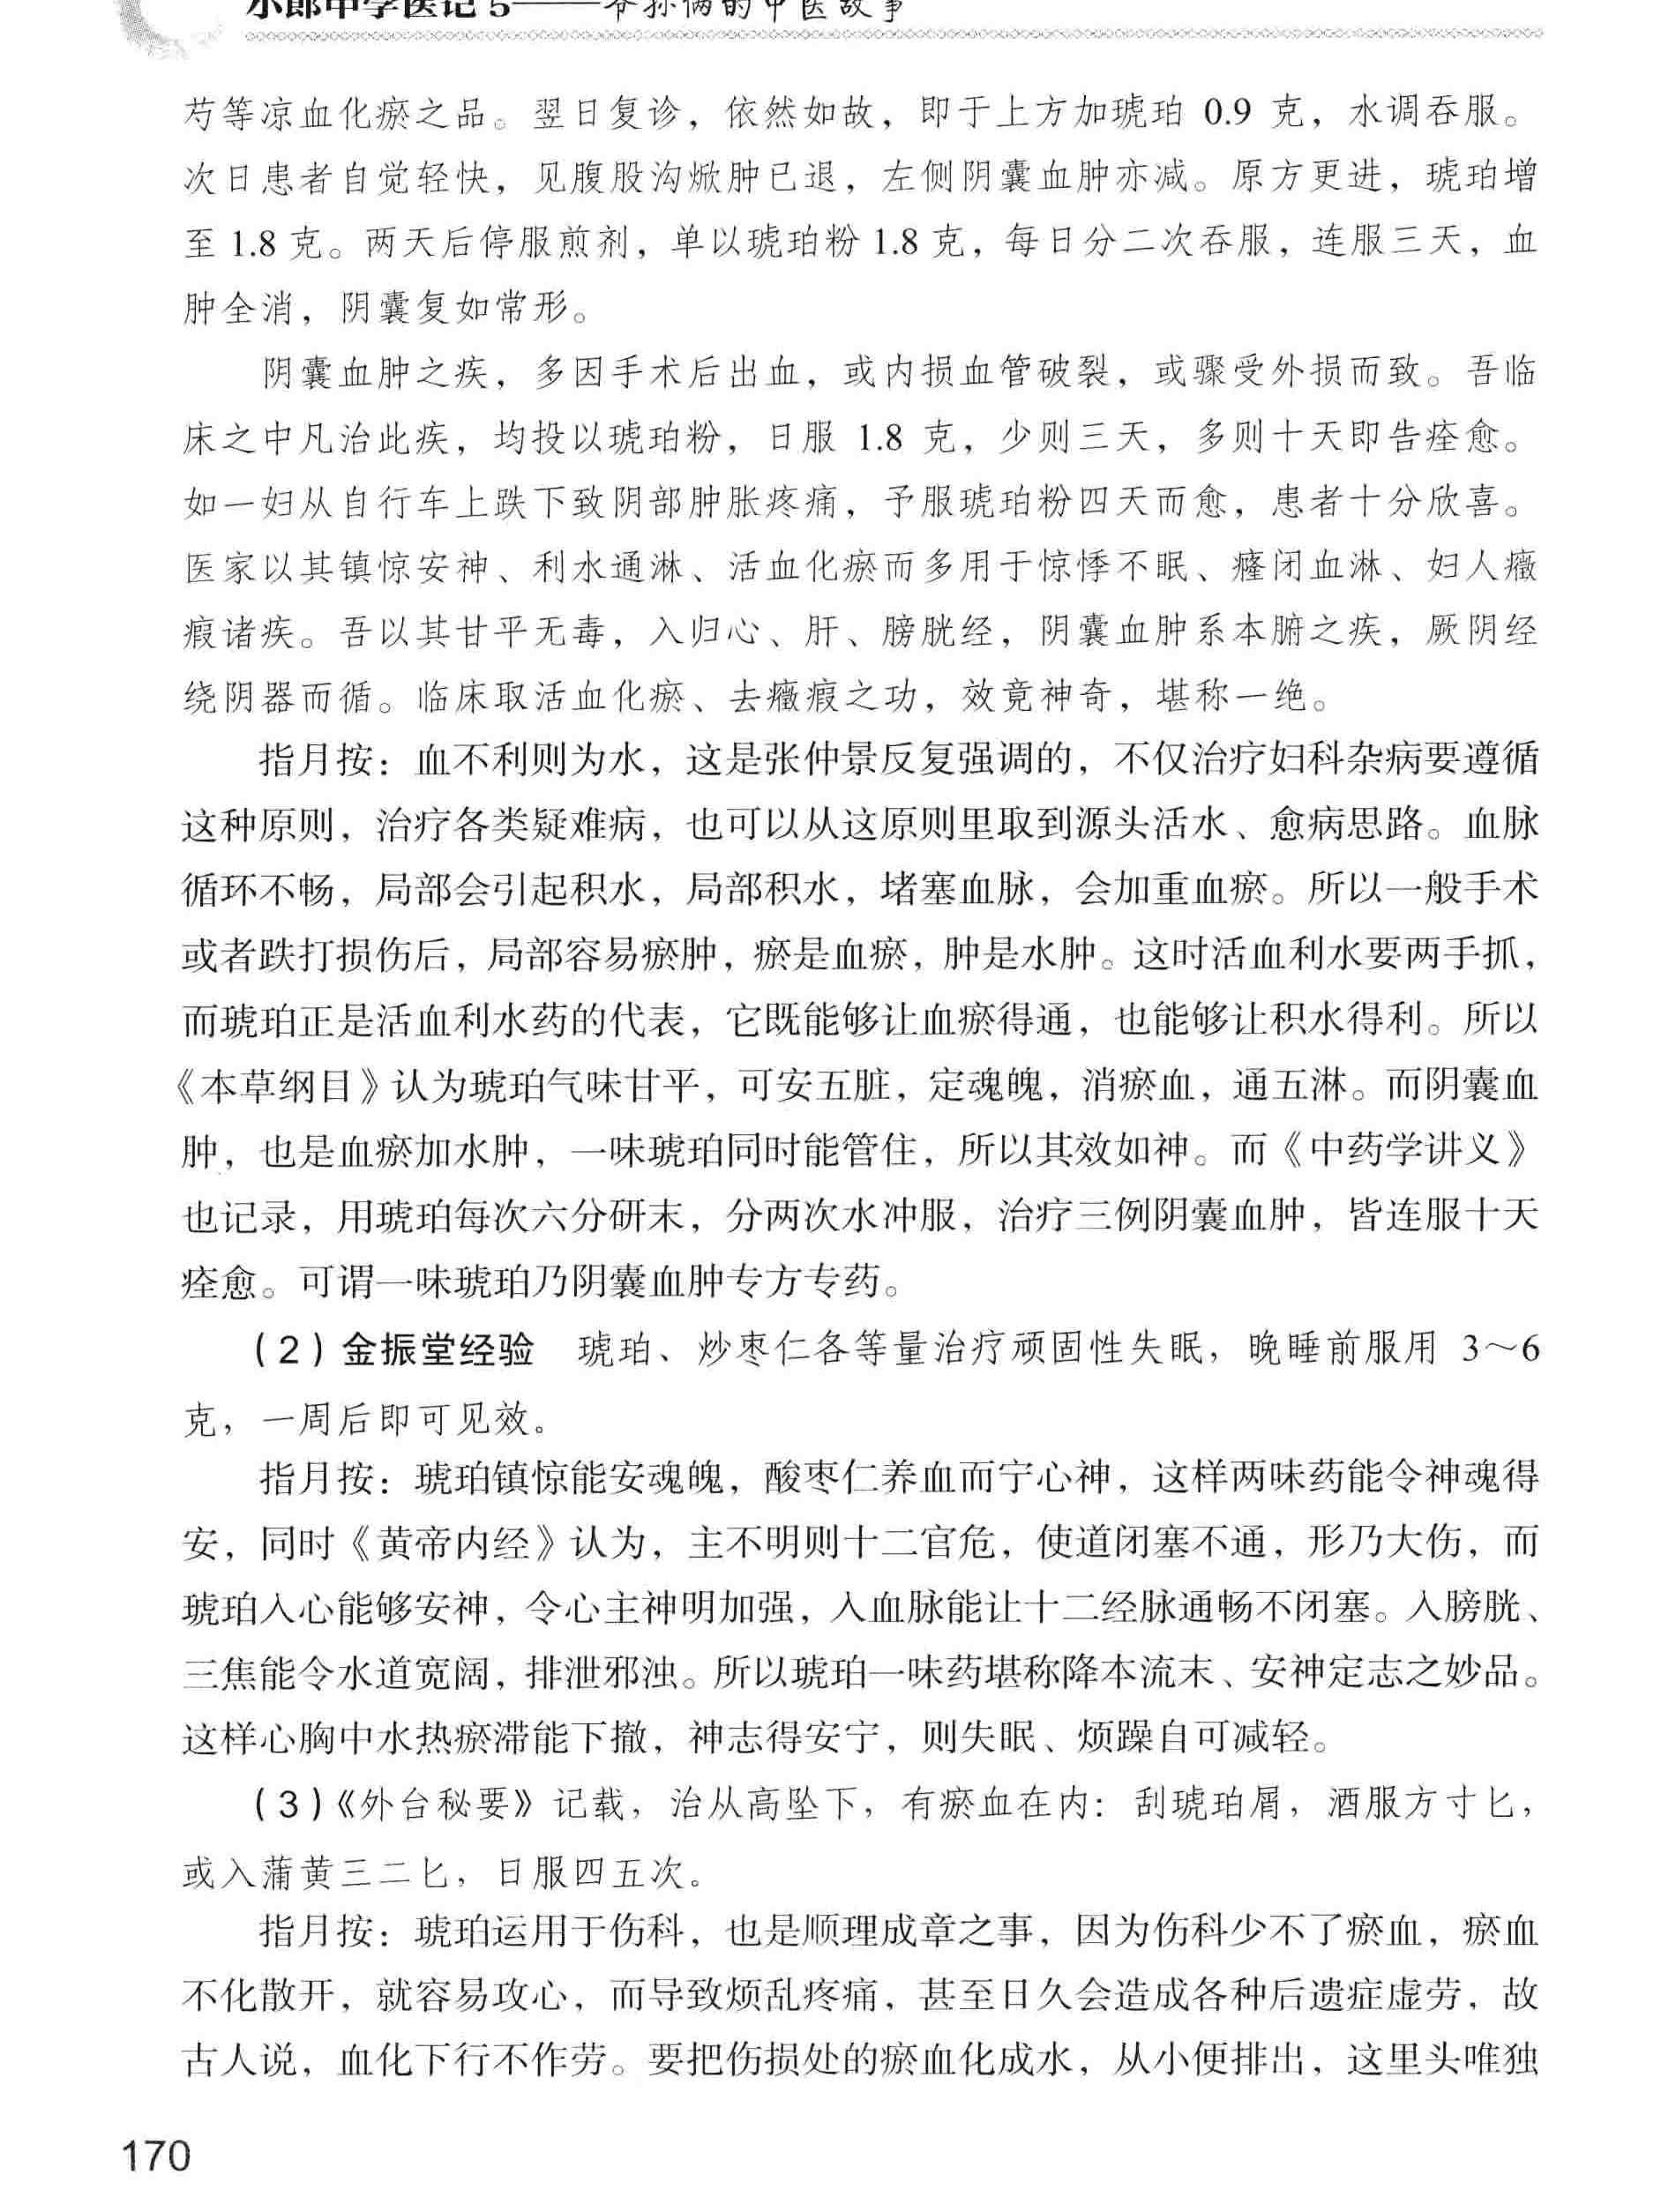 小郎中学医记5——爷孙俩的中医故事
芍等凉血化瘀之品。翌日复诊，依然如故，即于上方加琥珀 0.9 克，水调吞服。
次日患者自觉轻快，见腹股沟焮肿已退，左侧阴囊血肿亦减。原方更进，琥珀增
至 1.8 克。两天后停服煎剂，单以琥珀粉 1.8 克，每日分二次吞服，连服三天，血
肿全消，阴囊复如常形。
阴囊血肿之疾，多因手术后出血，或内损血管破裂，或骤受外损而致。吾临
床之中凡治此疾，均投以琥珀粉，日服 1.8 克，少则三天，多则十天即告痊愈。
如一妇从自行车上跌下致阴部肿胀疼痛，予服琥珀粉四天而愈，患者十分欣喜。
医家以其镇惊安神、利水通淋、活血化瘀而多用于惊悸不眠、癃闭血淋、妇人癥
瘕诸疾。吾以其甘平无毒，入归心、肝、膀胱经，阴囊血肿系本腑之疾，厥阴经
绕阴器而循。临床取活血化瘀、去癥瘕之功，效竟神奇，堪称一绝。
指月按：血不利则为水，这是张仲景反复强调的，不仅治疗妇科杂病要遵循
这种原则，治疗各类疑难病，也可以从这原则里取到源头活水、愈病思路。血脉
循环不畅，局部会引起积水，局部积水，堵塞血脉，会加重血瘀。所以一般手术
或者跌打损伤后，局部容易瘀肿，瘀是血瘀，肿是水肿。这时活血利水要两手抓，
而琥珀正是活血利水药的代表，它既能够让血瘀得通，也能够让积水得利。所以
《本草纲目》认为琥珀气味甘平，可安五脏，定魂魄，消瘀血，通五淋。而阴囊血
肿，也是血瘀加水肿，一味琥珀同时能管住，所以其效如神。而《中药学讲义》
也记录，用琥珀每次六分研末，分两次水冲服，治疗三例阴囊血肿，皆连服十天
痊愈。可谓一味琥珀乃阴囊血肿专方专药。
（2）金振堂经验　琥珀、炒枣仁各等量治疗顽固性失眠，晚睡前服用 3～6
克，一周后即可见效。
指月按：琥珀镇惊能安魂魄，酸枣仁养血而宁心神，这样两味药能令神魂得
安，同时《黄帝内经》认为，主不明则十二官危，使道闭塞不通，形乃大伤，而
琥珀入心能够安神，令心主神明加强，入血脉能让十二经脉通畅不闭塞。入膀胱、
三焦能令水道宽阔，排泄邪浊。所以琥珀一味药堪称降本流末、安神定志之妙品。
这样心胸中水热瘀滞能下撤，神志得安宁，则失眠、烦躁自可减轻。
（3）《外台秘要》记载，治从高坠下，有瘀血在内：刮琥珀屑，酒服方寸匕，
或入蒲黄三二匕，日服四五次。
指月按：琥珀运用于伤科，也是顺理成章之事，因为伤科少不了瘀血，瘀血
不化散开，就容易攻心，而导致烦乱疼痛，甚至日久会造成各种后遗症虚劳，故
古人说，血化下行不作劳。要把伤损处的瘀血化成水，从小便排出，这里头唯独
170